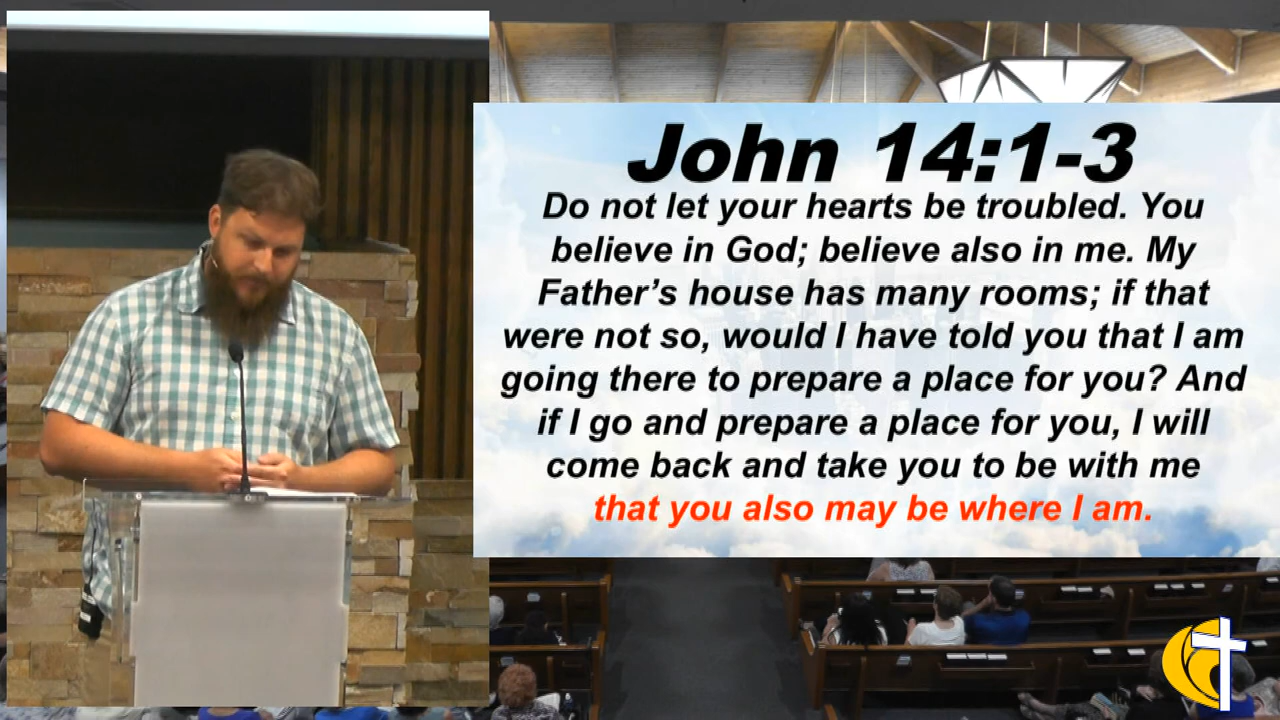 John 14:1-3
Do not let your hearts be troubled. You
believe in God; believe also in me. My
Father's house has many rooms; if that
were not so, would I have told you that I am
going there to prepare a place for you? And
if I go and prepare a place for you, I will
come back and take you to be with me
that you also may be where I am.